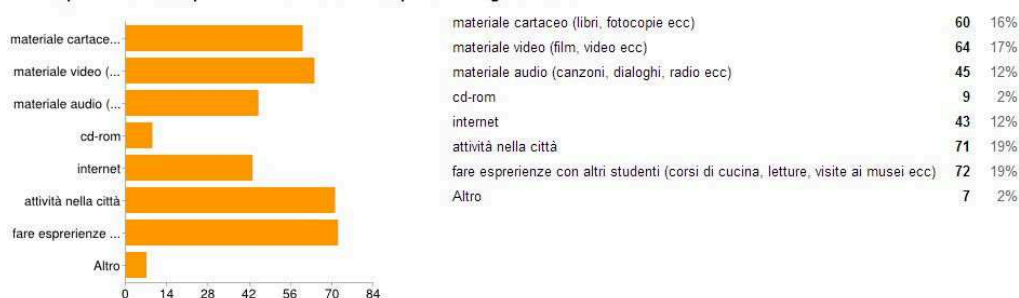 materiale cartace...
materiale video (...
materiale audio (...
cd-rom
internet
attività nella città
fare esprerienze ...
Altro
0 14 28 42 56 70 84
materiale cartaceo (libri, fotocopie ecc) 60 16%
materiale video (film, video ecc) 64 17%
materiale audio (canzoni, dialoghi, radio ecc) 45 12%
cd-rom 9 2%
internet 43 12%
attività nella città 71 19%
fare esprerienze con altri studenti (corsi di cucina, letture, visite ai musei ecc) 72 19%
Altro 7 2%